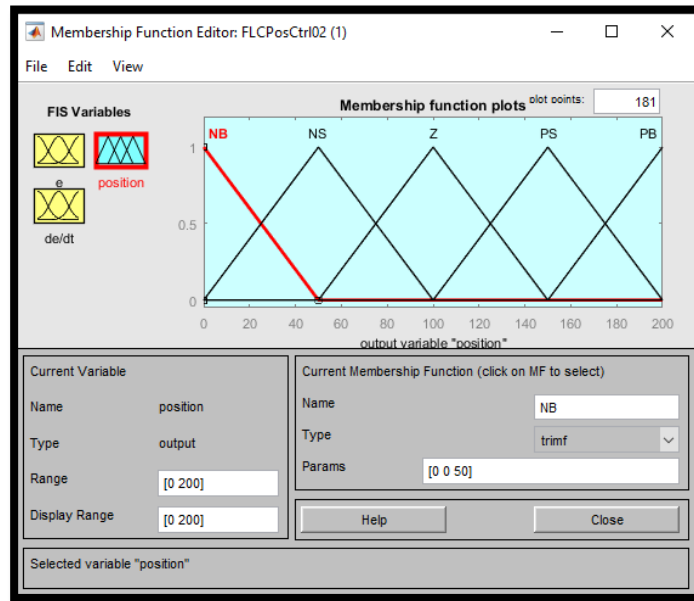 Membership Function Editor: FLCPosCtrl02 (1)
File Edit View
FIS Variables
e
position
de/dt
Membership function plots
plot points:
181
NB NS Z PS PB
1
0.5
0
0 20 40 60 80 100 120 140 160 180 200
output variable "position"
Current Variable
Name position
Type output
Range [0 200]
Display Range [0 200]
Current Membership Function (click on MF to select)
Name NB
Type trimf
Params [0 0 50]
Help Close
Selected variable "position"